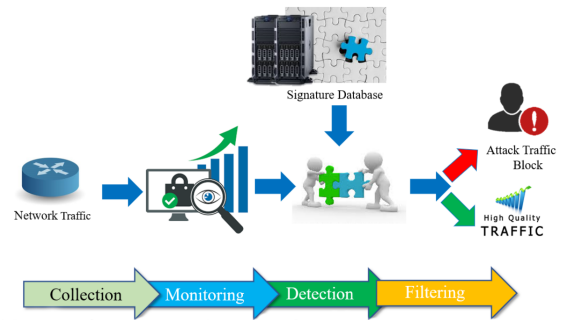 Signature Database
Network Traffic
Attack Traffic
Block
High Quality
TRAFFIC
Collection
Monitoring
Detection
Filtering